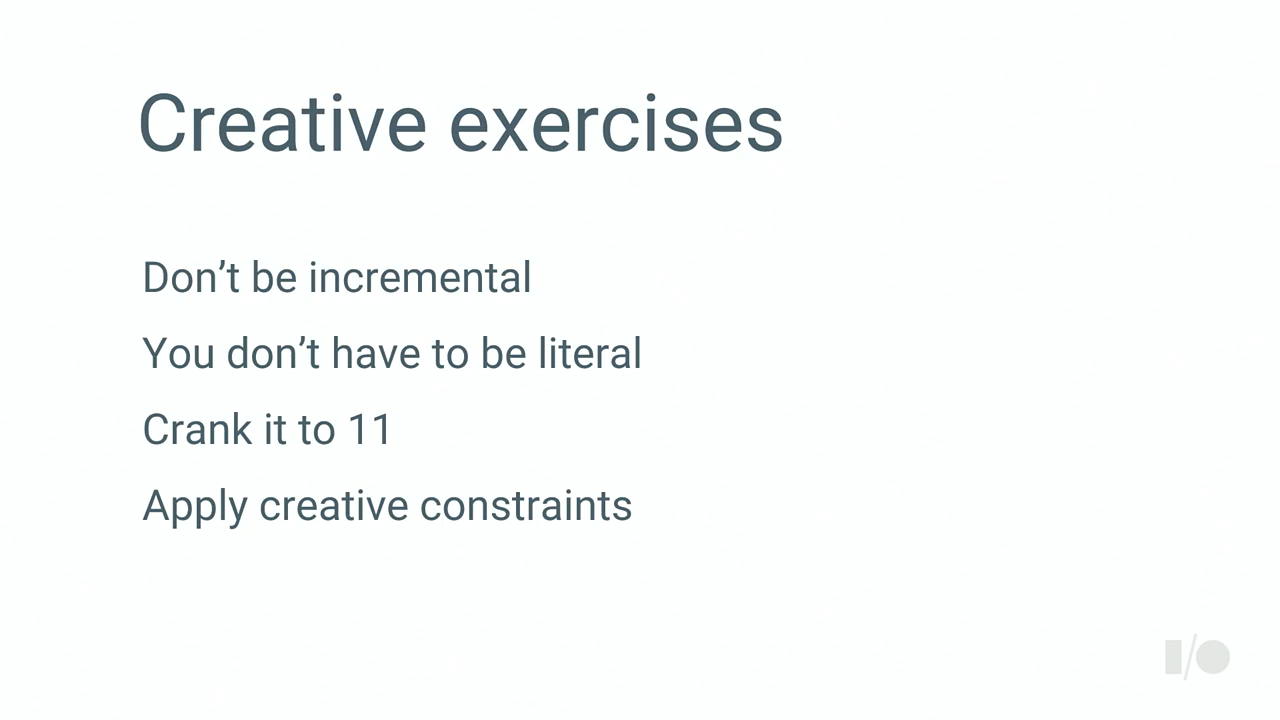 Creative exercises
Don’t be incremental
You don’t have to be literal
Crank it to 11
Apply creative constraints
I/O